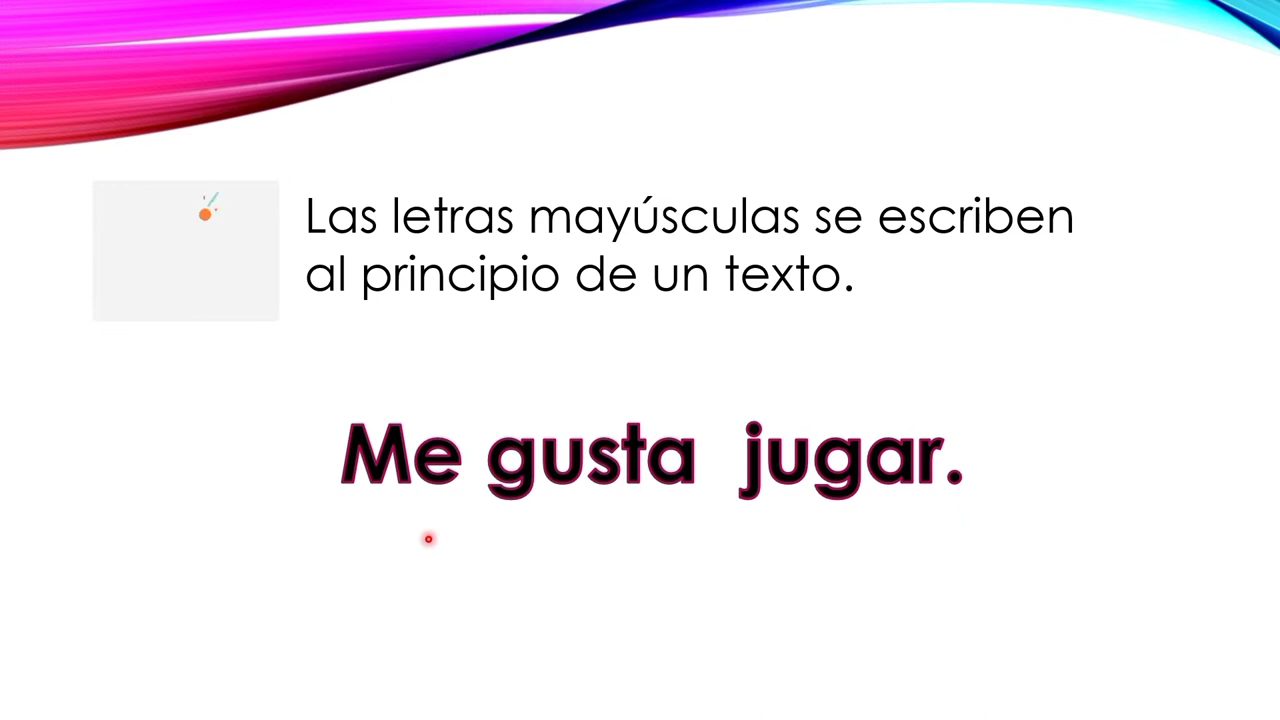 Las letras mayúsculas se escriben
al principio de un texto.
Me gusta jugar.